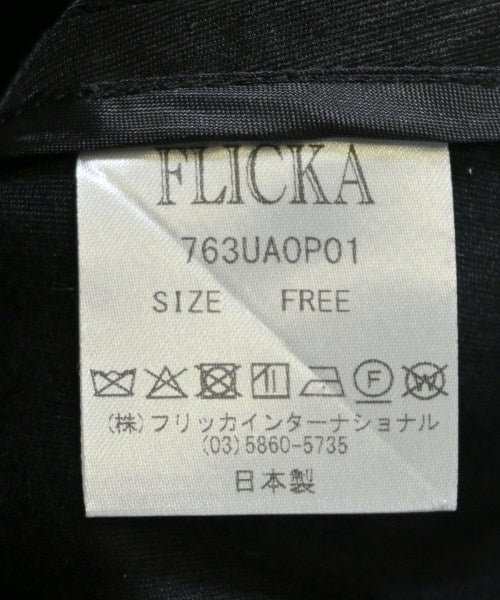 FLICKA
763UAOP01
SIZE FREE
F W
(株)フリッカインターナショナル
(03)5860-5735
日本製